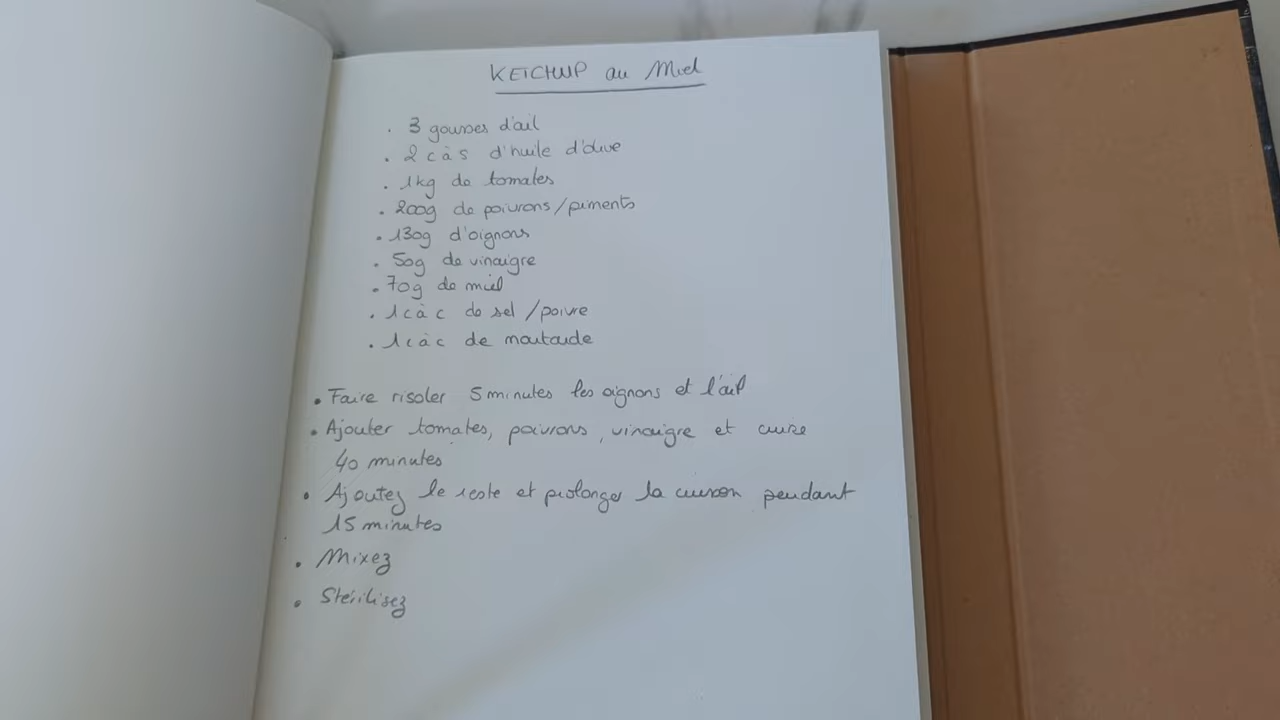 KETCHUP au Miel
. 3 gousses d'ail
. 2 càs d'huile d'olive
. 1kg de tomates
. 200g de poivrons/piments
. 130g d'oignons
. 50g de vinaigre
. 70g de miel
. 1càc de sel /poivre
. 1càc de moutarde
• Faire risoler 5 minutes les oignons et l'ail
• Ajouter tomates, poivrons, vinaigre et cuire
40 minutes
• Ajoutez le reste et prolonger la cuisson pendant
15 minutes
• Mixez
• Stérilisez